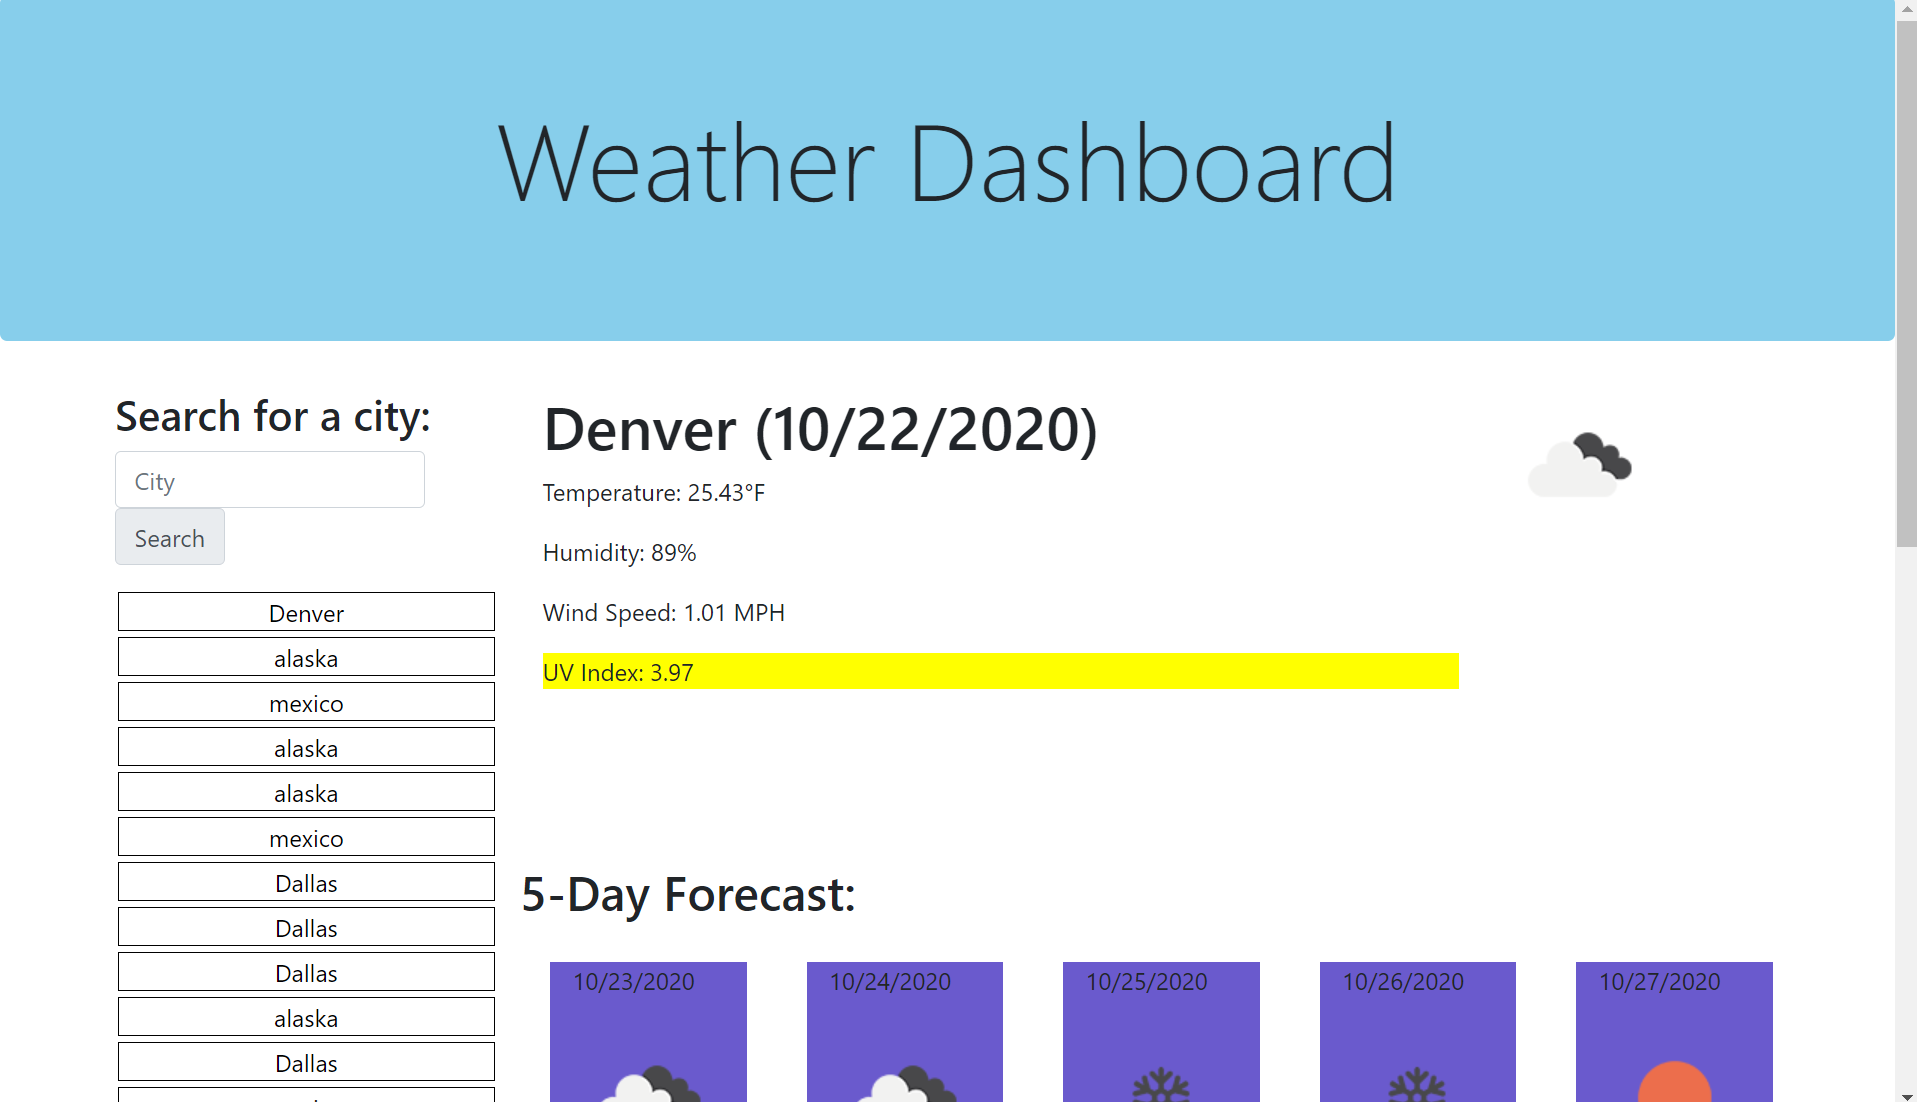 Weather Dashboard
Search for a city:
City
Search
Denver
alaska
mexico
alaska
alaska
mexico
Dallas
Dallas
Dallas
alaska
Dallas
Denver (10/22/2020)
Temperature: 25.43°F
Humidity: 89%
Wind Speed: 1.01 MPH
UV Index: 3.97
5-Day Forecast:
10/23/2020
10/24/2020
10/25/2020
10/26/2020
10/27/2020